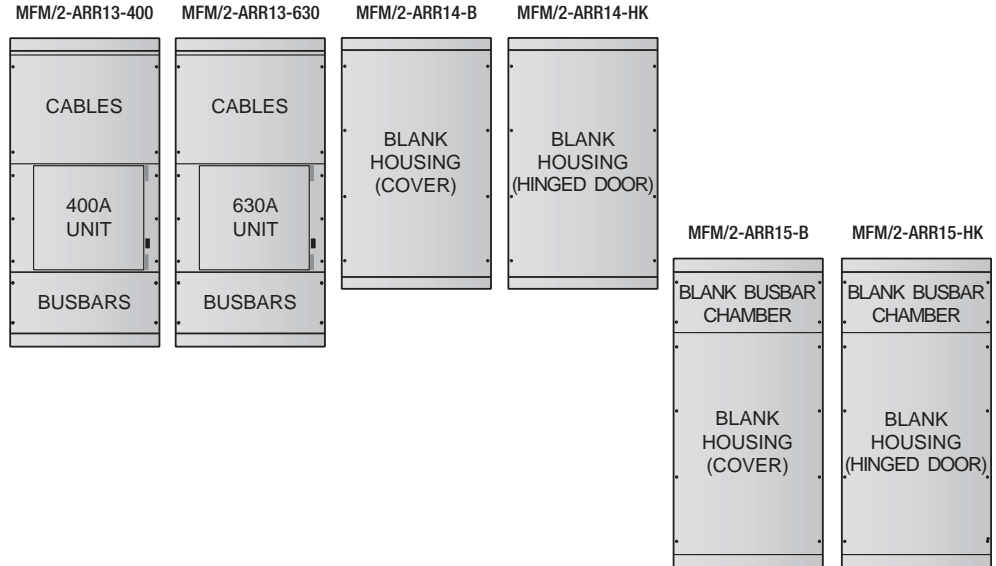 MFM/2-ARR13-400
CABLES
400A
UNIT
BUSBARS
MFM/2-ARR13-630
CABLES
630A
UNIT
BUSBARS
MFM/2-ARR14-B
BLANK
HOUSING
(COVER)
MFM/2-ARR14-HK
BLANK
HOUSING
(HINGED DOOR)
MFM/2-ARR15-B
BLANK BUSBAR
CHAMBER
BLANK
HOUSING
(COVER)
MFM/2-ARR15-HK
BLANK BUSBAR
CHAMBER
BLANK
HOUSING
(HINGED DOOR)